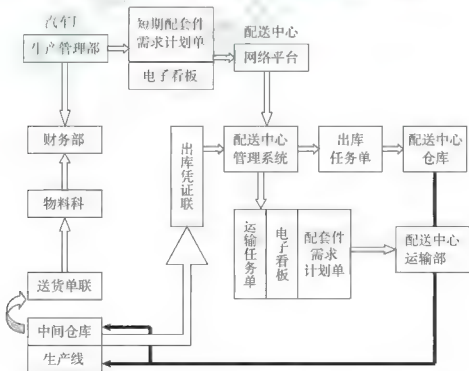 汽车厂
生产管理部
短期配套件
需求计划单
电子看板
配送中心
网络平台
财务部
物料科
送货单联
中间仓库
生产线
出库凭证联
配送中心
管理系统
出库
任务单
配送中心
仓库
运输任务单
电子看板
配套件
需求
计划单
配送中心
运输部